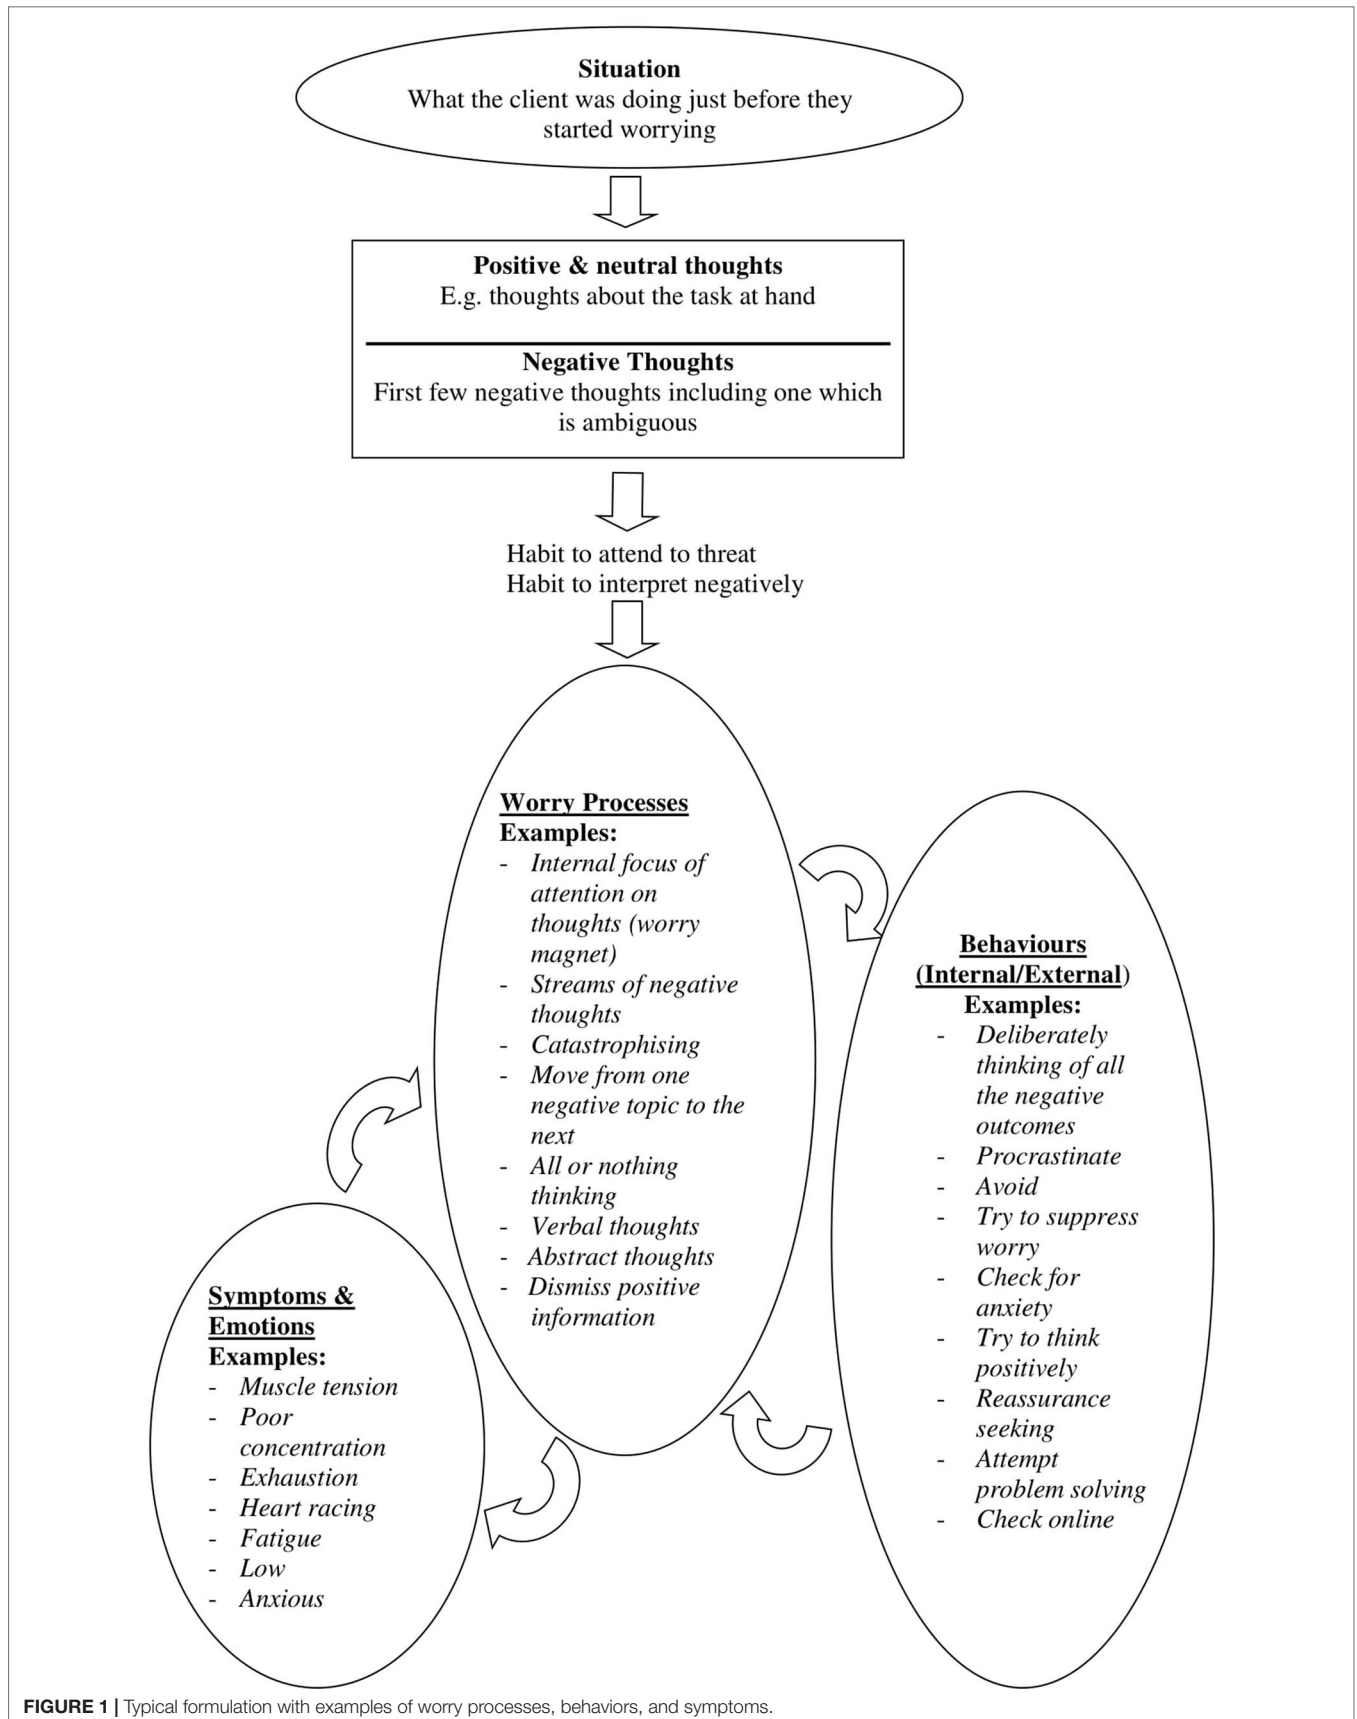 Situation
What the client was doing just before they
started worrying
Positive & neutral thoughts
E.g. thoughts about the task at hand
Negative Thoughts
First few negative thoughts including one which
is ambiguous
Habit to attend to threat
Habit to interpret negatively
Worry Processes
Examples:
- Internal focus of
attention on
thoughts (worry
magnet)
- Streams of negative
thoughts
- Catastrophising
- Move from one
negative topic to the
next
- All or nothing
thinking
- Verbal thoughts
- Abstract thoughts
- Dismiss positive
information
Behaviours
(Internal/External)
Examples:
- Deliberately
thinking of all
the negative
outcomes
- Procrastinate
- Avoid
- Try to suppress
worry
- Check for
anxiety
- Try to think
positively
- Reassurance
seeking
- Attempt
problem solving
- Check online
Symptoms &
Emotions
Examples:
- Muscle tension
- Poor
concentration
- Exhaustion
- Heart racing
- Fatigue
- Low
- Anxious
FIGURE 1 | Typical formulation with examples of worry processes, behaviors, and symptoms.